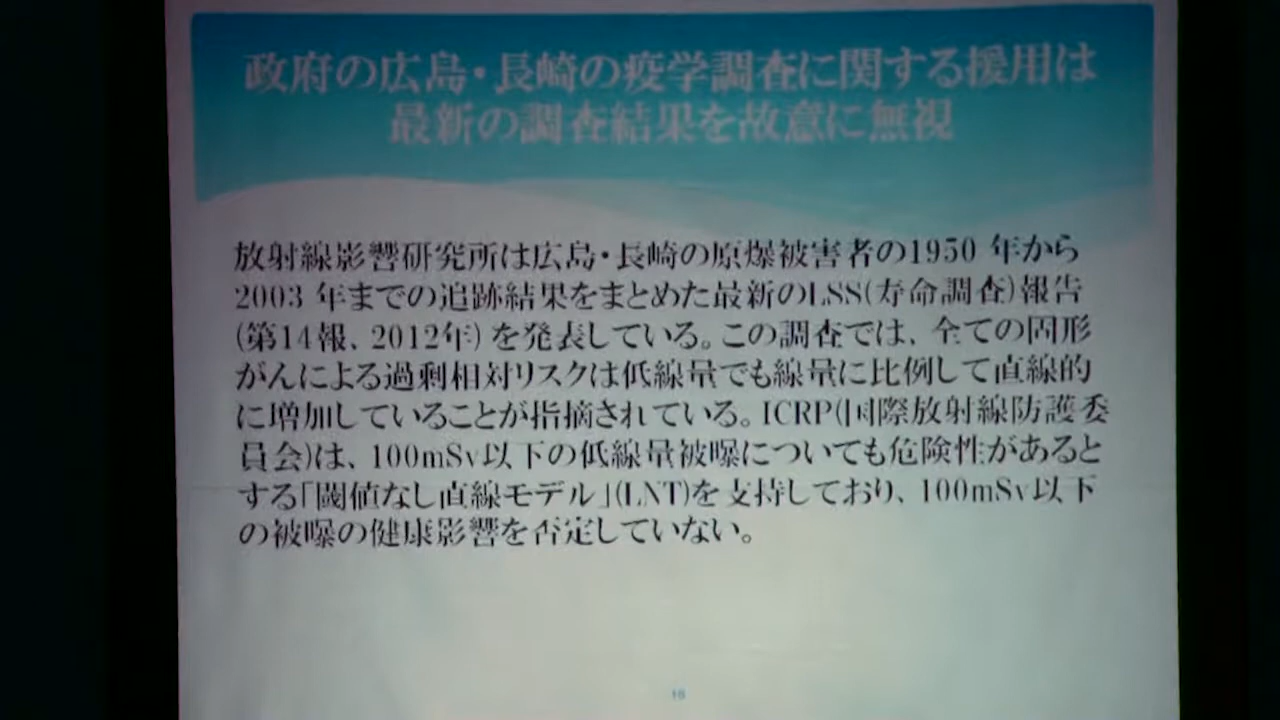 政府の広島・長崎の疫学調査に関する援用は
最新の調査結果を故意に無視
放射線影響研究所は広島・長崎の原爆被害者の1950 年から
2003 年までの追跡結果をまとめた最新のLSS(寿命調査)報告
(第14報、2012年) を発表している。この調査では、全ての固形
がんによる過剰相対リスクは低線量でも線量に比例して直線的
に増加していることが指摘されている。ICRP(国際放射線防護委
員会)は、100mSv以下の低線量被曝についても危険性があると
する「閾値なし直線モデル」(LNT)を支持しており、100mSv以下
の被曝の健康影響を否定していない。
16